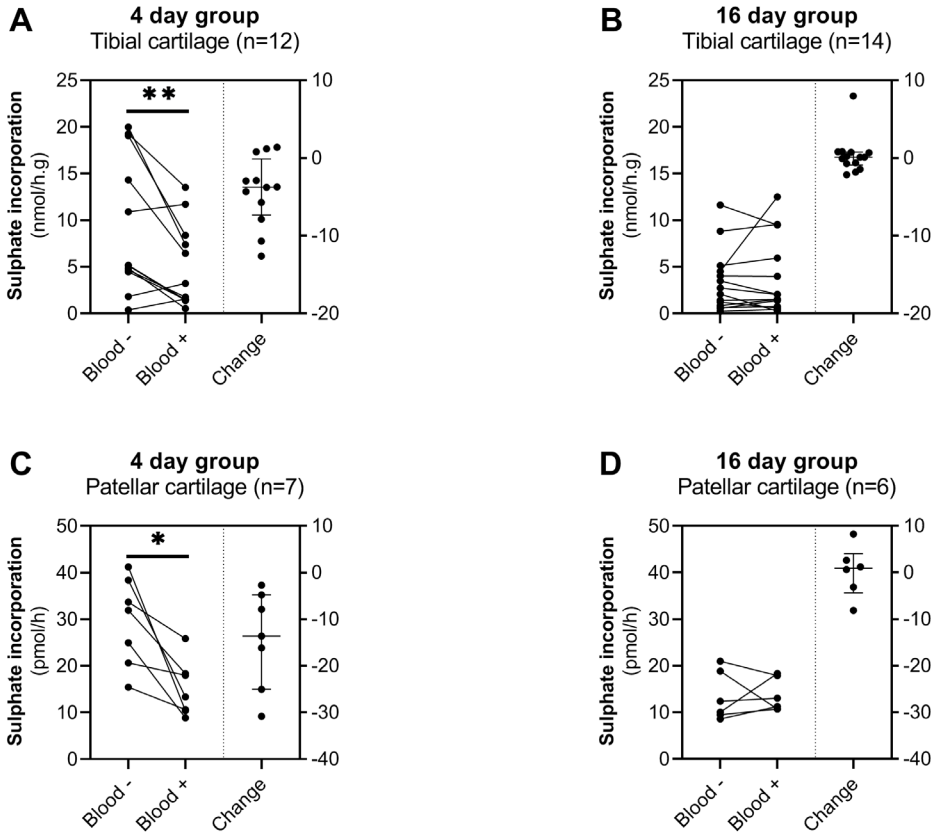 A
4 day group
Tibial cartilage (n=12)
Sulphate incorporation
(nmol/h.g)
25
20
15
10
5
0
**
10
0
-10
-20
Blood -
Blood +
Change
B
16 day group
Tibial cartilage (n=14)
Sulphate incorporation
(nmol/h.g)
25
20
15
10
5
0
10
0
-10
-20
Blood -
Blood +
Change
C
4 day group
Patellar cartilage (n=7)
Sulphate incorporation
(pmol/h)
50
40
30
20
10
0
*
10
0
-10
-20
-30
-40
Blood -
Blood +
Change
D
16 day group
Patellar cartilage (n=6)
Sulphate incorporation
(pmol/h)
50
40
30
20
10
0
10
0
-10
-20
-30
-40
Blood -
Blood +
Change